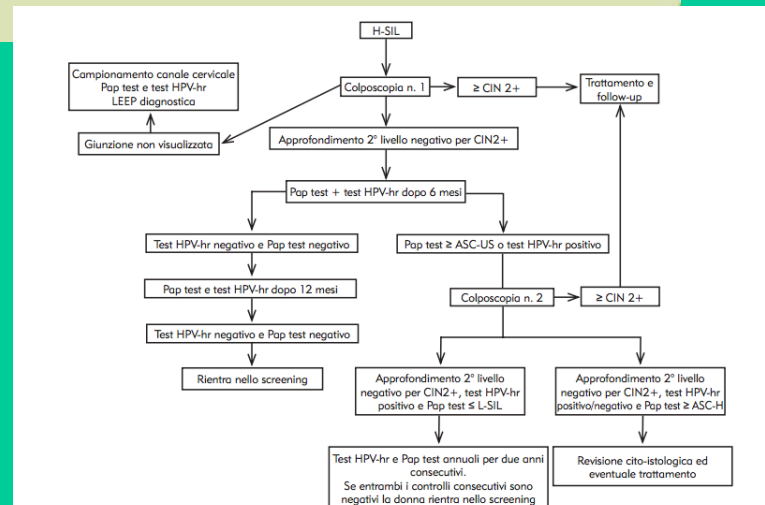 H-SIL
Campionamento canale cervicale
Pap test e test HPV-hr
LEEP diagnostica
Colposcopia n. 1
≥ CIN 2+
Trattamento e
follow-up
Giunzione non visualizzata
Approfondimento 2° livello negativo per CIN2+
Pap test + test HPV-hr dopo 6 mesi
Test HPV-hr negativo e Pap test negativo
Pap test ≥ ASC-US o test HPV-hr positivo
Pap test e test HPV-hr dopo 12 mesi
Colposcopia n. 2
≥ CIN 2+
Test HPV-hr negativo e Pap test negativo
Rientra nello screening
Approfondimento 2° livello
negativo per CIN2+, test HPV-hr
positivo e Pap test ≤ L-SIL
Approfondimento 2° livello
negativo per CIN2+, test HPV-hr
positivo/negativo e Pap test ≥ ASC-H
Test HPV-hr e Pap test annuali per due anni
consecutivi.
Se entrambi i controlli consecutivi sono
negativi la donna rientra nello screening
Revisione cito-istologica ed
eventuale trattamento